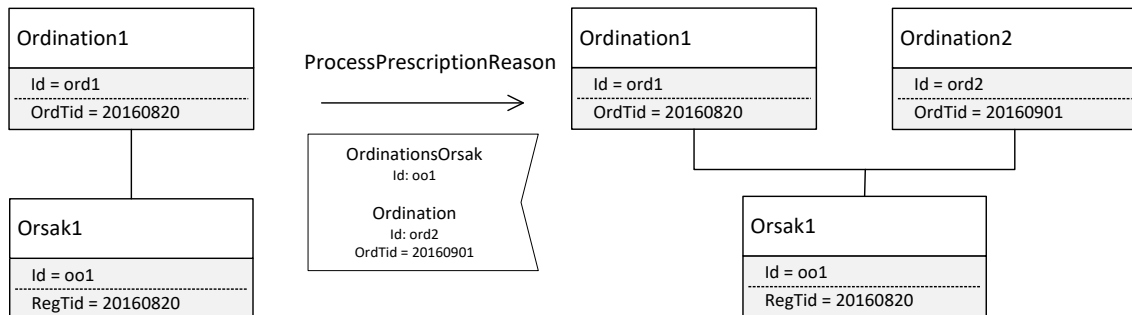 Ordination1
Id = ord1
OrdTid = 20160820
Orsak1
Id = oo1
RegTid = 20160820
ProcessPrescriptionReason
OrdinationsOrsak
Id: oo1
Ordination
Id: ord2
OrdTid = 20160901
Ordination1
Id = ord1
OrdTid = 20160820
Ordination2
Id = ord2
OrdTid = 20160901
Orsak1
Id = oo1
RegTid = 20160820